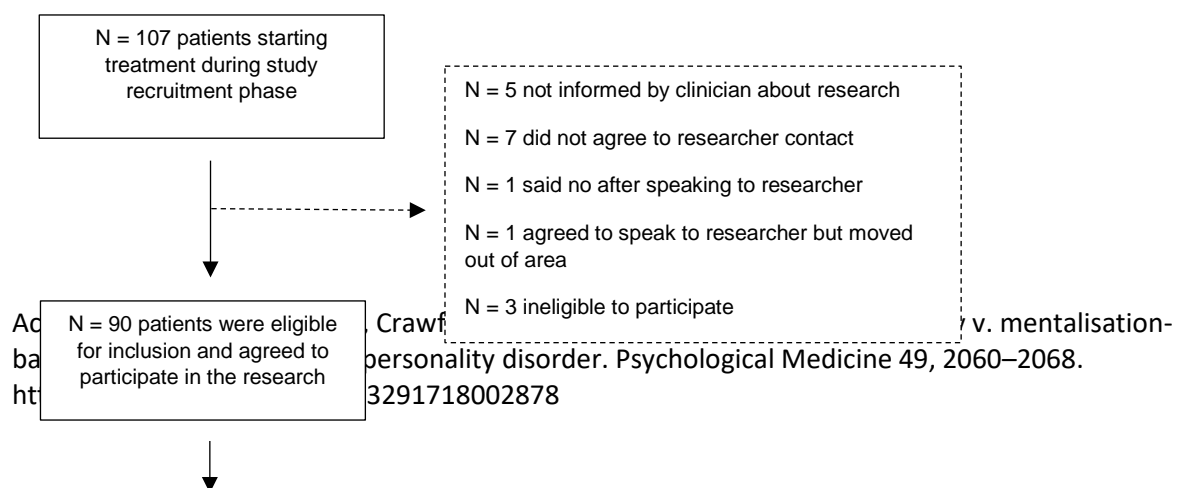 N = 107 patients starting
treatment during study
recruitment phase
N = 5 not informed by clinician about research
N = 7 did not agree to researcher contact
N = 1 said no after speaking to researcher
N = 1 agreed to speak to researcher but moved
out of area
N = 3 ineligible to participate
N = 90 patients were eligible
for inclusion and agreed to
participate in the research
, Crawf v. mentalisation-
personality disorder. Psychological Medicine 49, 2060–2068.
3291718002878